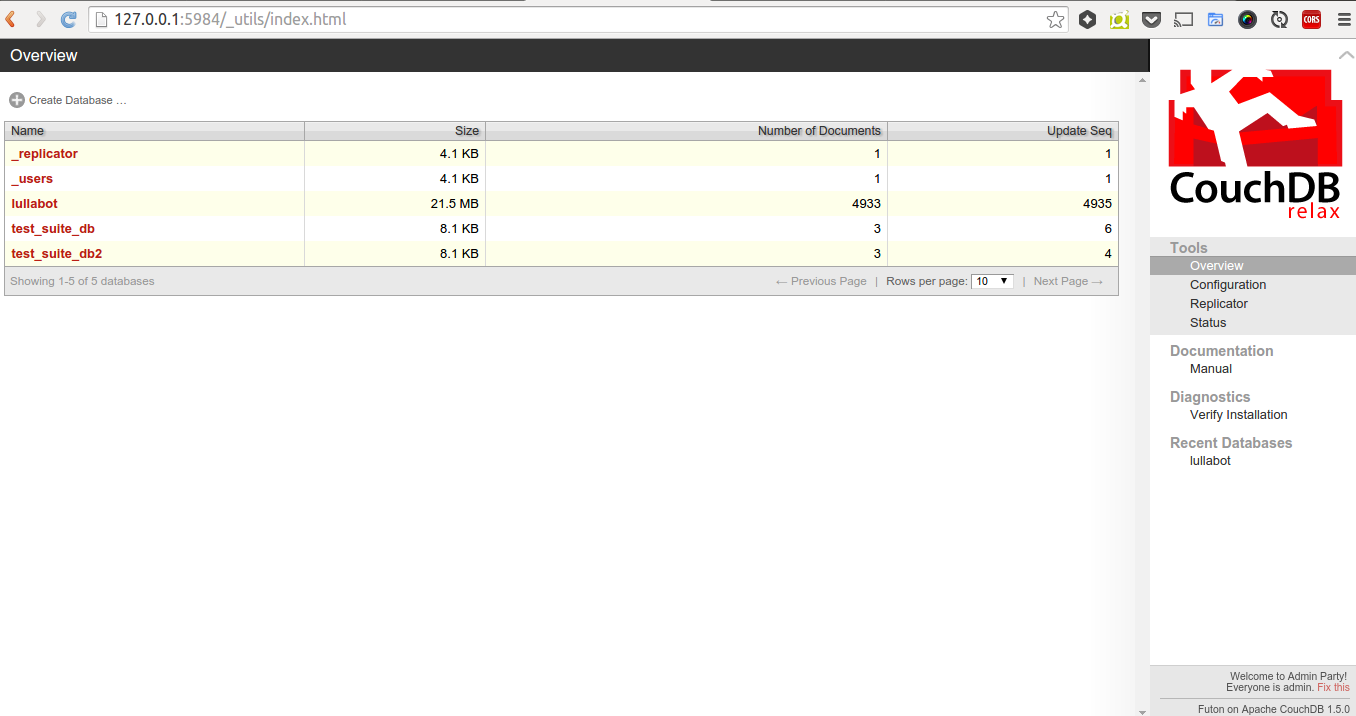 127.0.0.1:5984/_utils/index.html
CORS
Overview
Create Database …
Name Size Number of Documents Update Seq
_replicator 4.1 KB 1 1
_users 4.1 KB 1 1
lullabot 21.5 MB 4933 4935
test_suite_db 8.1 KB 3 6
test_suite_db2 8.1 KB 3 4
Showing 1-5 of 5 databases ← Previous Page | Rows per page: 10 | Next Page →
CouchDB
relax
Tools
Overview
Configuration
Replicator
Status
Documentation
Manual
Diagnostics
Verify Installation
Recent Databases
lullabot
Welcome to Admin Party!
Everyone is admin. Fix this
Futon on Apache CouchDB 1.5.0